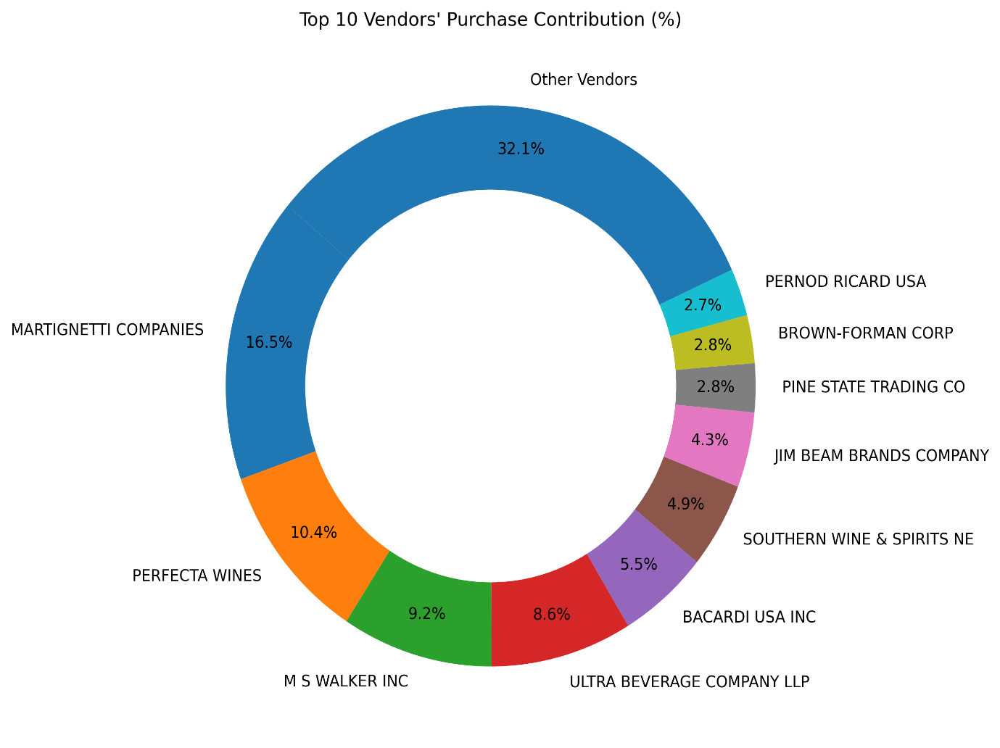 Top 10 Vendors' Purchase Contribution (%)
Other Vendors
32.1%
MARTIGNETTI COMPANIES
16.5%
PERFECTA WINES
10.4%
M S WALKER INC
9.2%
ULTRA BEVERAGE COMPANY LLP
8.6%
BACARDI USA INC
5.5%
SOUTHERN WINE & SPIRITS NE
4.9%
JIM BEAM BRANDS COMPANY
4.3%
PINE STATE TRADING CO
2.8%
BROWN-FORMAN CORP
2.8%
PERNOD RICARD USA
2.7%